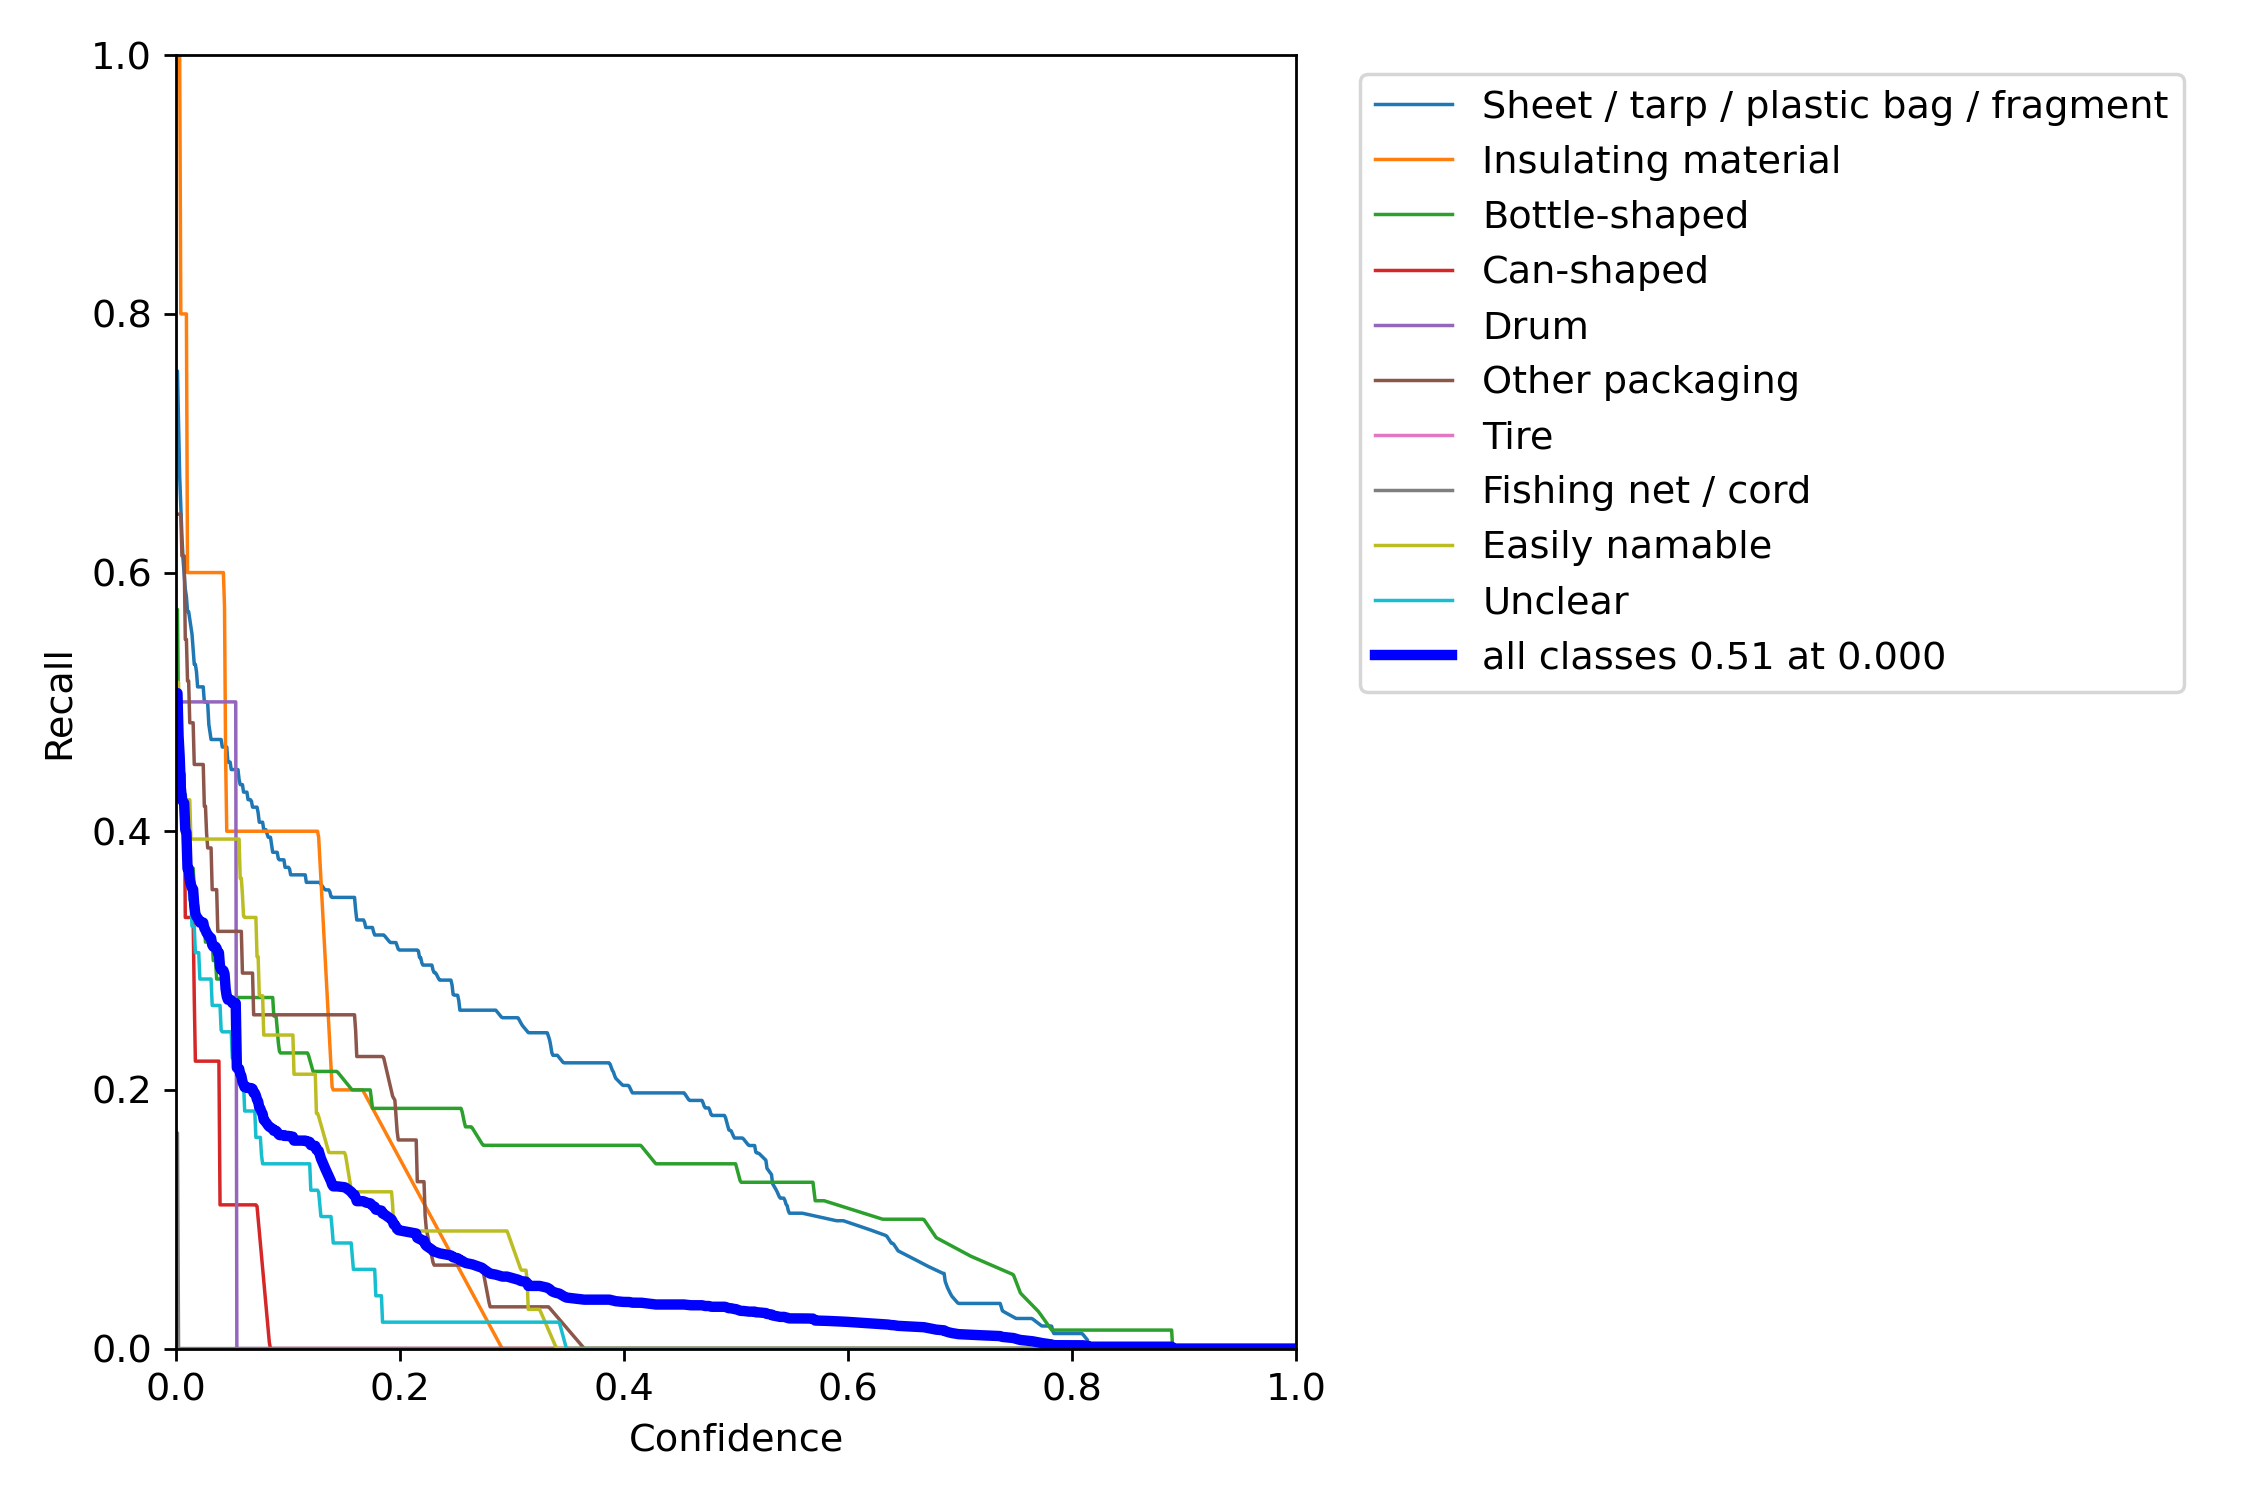 1.0
0.8
0.6
0.4
0.2
0.0
Recall
0.0 0.2 0.4 0.6 0.8 1.0
Confidence
Sheet / tarp / plastic bag / fragment
Insulating material
Bottle-shaped
Can-shaped
Drum
Other packaging
Tire
Fishing net / cord
Easily namable
Unclear
all classes 0.51 at 0.000